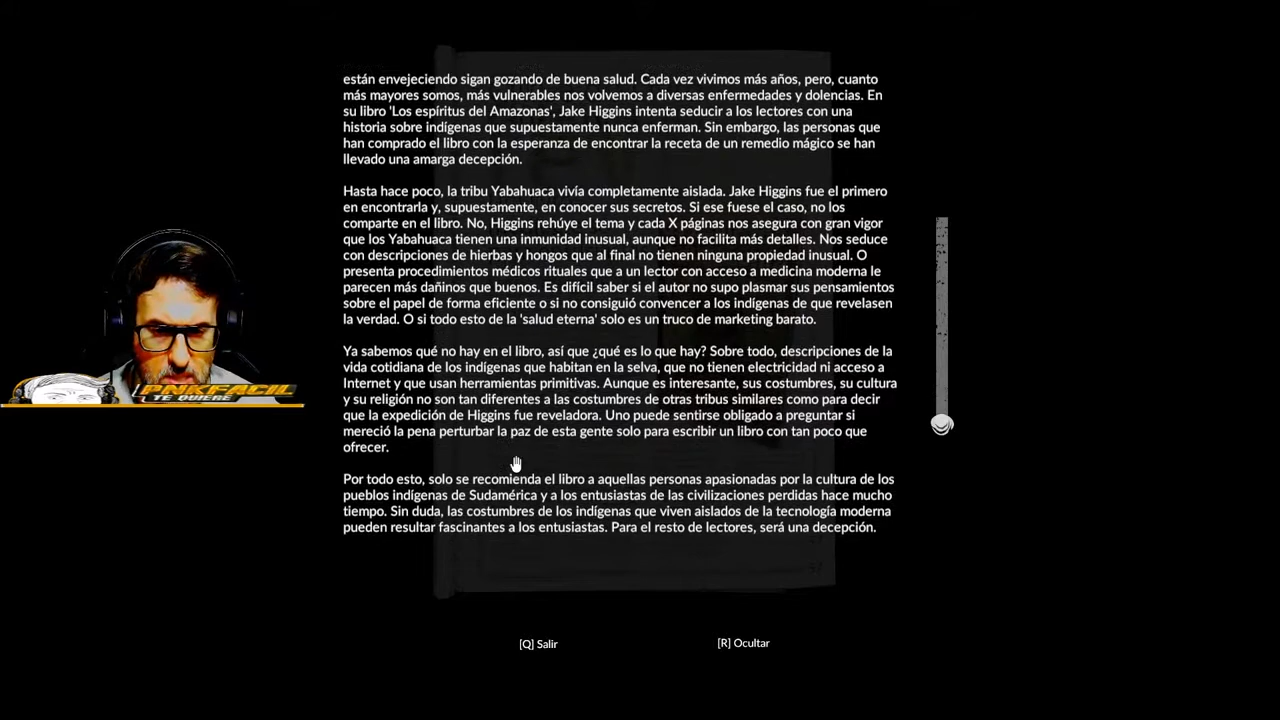 están envejeciendo sigan gozando de buena salud. Cada vez vivimos más años, pero, cuanto
más mayores somos, más vulnerables nos volvemos a diversas enfermedades y dolencias. En
su libro 'Los espíritus del Amazonas', Jake Higgins intenta seducir a los lectores con una
historia sobre indígenas que supuestamente nunca enferman. Sin embargo, las personas que
han comprado el libro con la esperanza de encontrar la receta de un remedio mágico se han
llevado una amarga decepción.
Hasta hace poco, la tribu Yabahuaca vivía completamente aislada. Jake Higgins fue el primero
en encontrarla y, supuestamente, en conocer sus secretos. Si ese fuese el caso, no los
comparte en el libro. No, Higgins rehúye el tema y cada X páginas nos asegura con gran vigor
que los Yabahuaca tienen una inmunidad inusual, aunque no facilita más detalles. Nos seduce
con descripciones de hierbas y hongos que al final no tienen ninguna propiedad inusual. O
presenta procedimientos médicos rituales que a un lector con acceso a medicina moderna le
parecen más dañinos que buenos. Es difícil saber si el autor no supo plasmar sus pensamientos
sobre el papel de forma eficiente o si no consiguió convencer a los indígenas de que revelasen
la verdad. O si todo esto de la 'salud eterna' solo es un truco de marketing barato.
Ya sabemos qué no hay en el libro, así que ¿qué es lo que hay? Sobre todo, descripciones de la
vida cotidiana de los indígenas que habitan en la selva, que no tienen electricidad ni acceso a
Internet y que usan herramientas primitivas. Aunque es interesante, sus costumbres, su cultura
y su religión no son tan diferentes a las costumbres de otras tribus similares como para decir
que la expedición de Higgins fue reveladora. Uno puede sentirse obligado a preguntar si
mereció la pena perturbar la paz de esta gente solo para escribir un libro con tan poco que
ofrecer.
Por todo esto, solo se recomienda el libro a aquellas personas apasionadas por la cultura de los
pueblos indígenas de Sudamérica y a los entusiastas de las civilizaciones perdidas hace mucho
tiempo. Sin duda, las costumbres de los indígenas que viven aislados de la tecnología moderna
pueden resultar fascinantes a los entusiastas. Para el resto de lectores, será una decepción.
PNKFACIL
TE QUIERE
[Q] Salir
[R] Ocultar